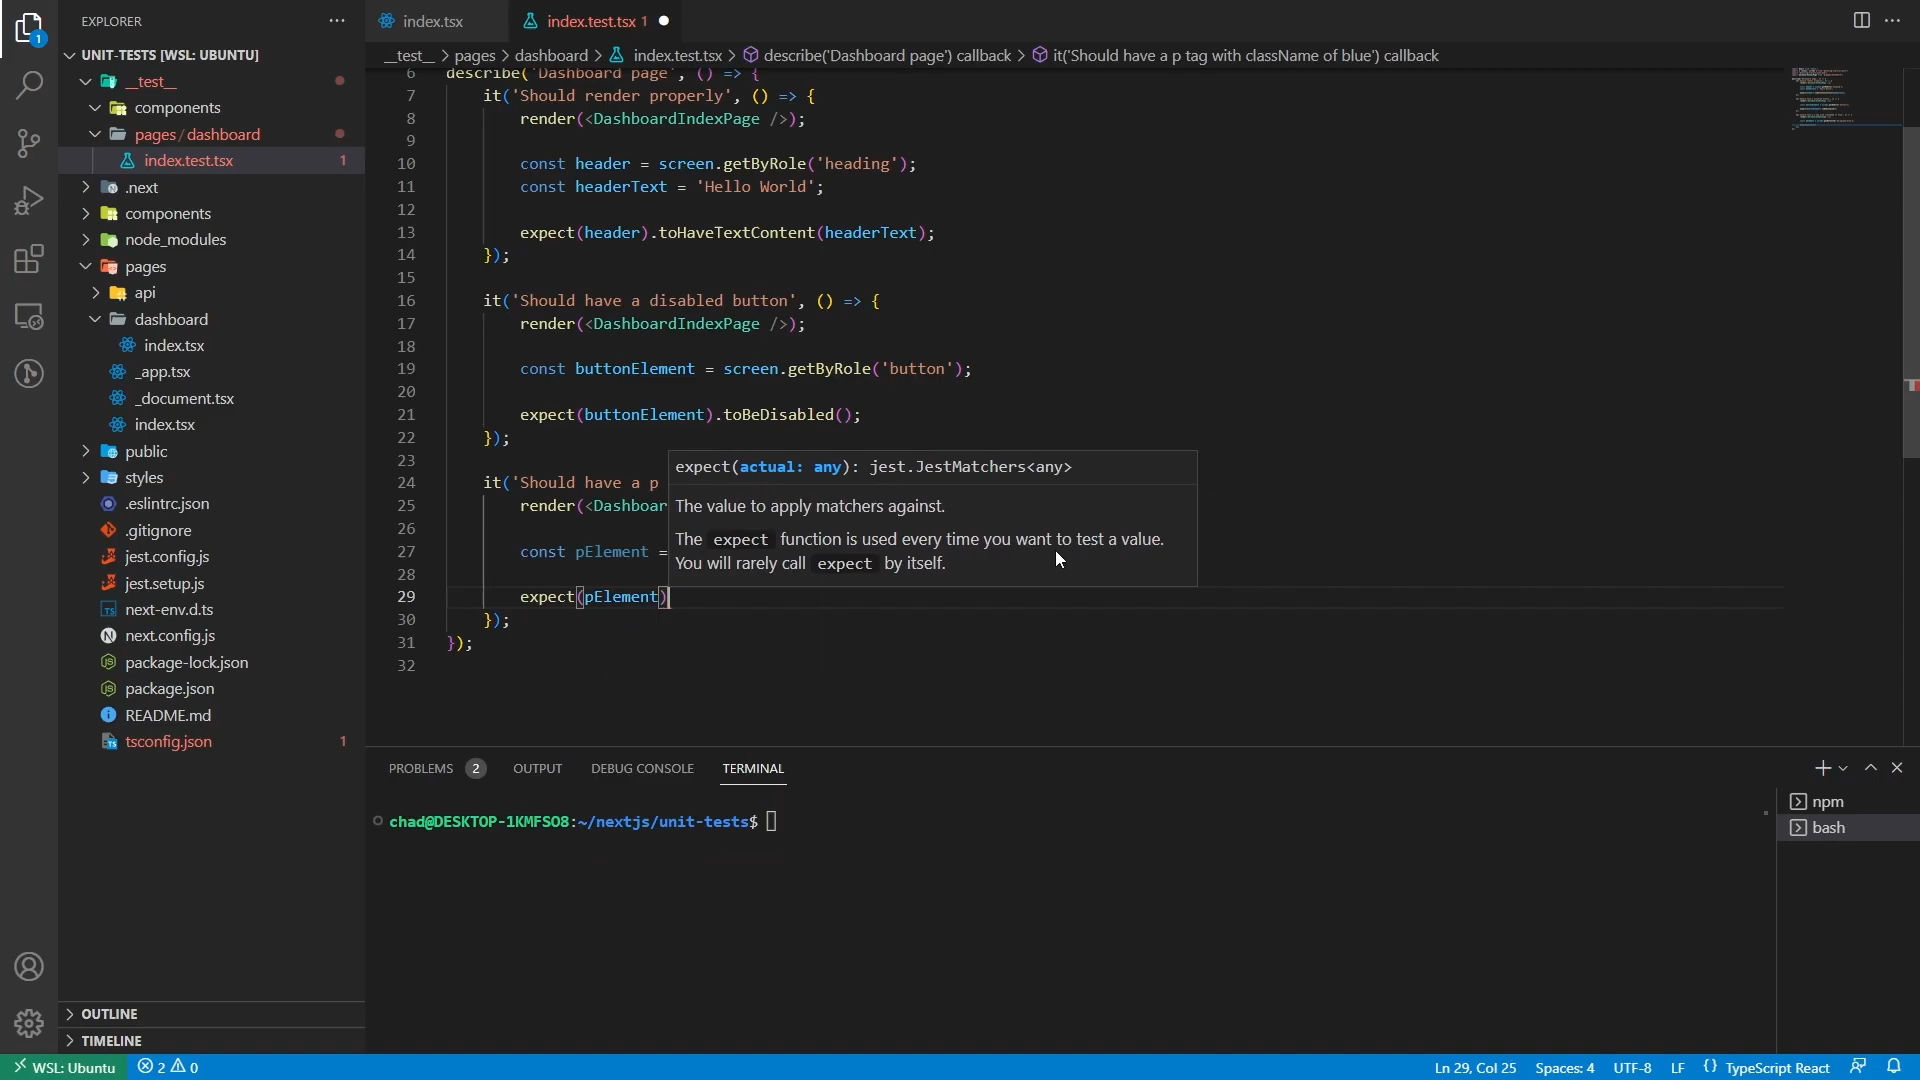 EXPLORER
index.tsx
index.test.tsx 1
1
UNIT-TESTS [WSL: UBUNTU]
__test__ > pages > dashboard > index.test.tsx > describe('Dashboard page') callback > it('Should have a p tag with className of blue') callback
__test__
components
pages / dashboard
index.test.tsx 1
.next
components
node_modules
pages
api
dashboard
index.tsx
_app.tsx
_document.tsx
index.tsx
public
styles
.eslintrc.json
.gitignore
jest.config.js
jest.setup.js
next-env.d.ts
next.config.js
package-lock.json
package.json
README.md
tsconfig.json 1
OUTLINE
TIMELINE
6 describe('Dashboard page', () => {
7 it('Should render properly', () => {
8 render(<DashboardIndexPage />);
9
10 const header = screen.getByRole('heading');
11 const headerText = 'Hello World';
12
13 expect(header).toHaveTextContent(headerText);
14 });
15
16 it('Should have a disabled button', () => {
17 render(<DashboardIndexPage />);
18
19 const buttonElement = screen.getByRole('button');
20
21 expect(buttonElement).toBeDisabled();
22 });
23
24 it('Should have a p
25 render(<Dashboar
26
27 const pElement =
28
29 expect(pElement)
30 });
31 });
32
expect(actual: any): jest.JestMatchers<any>
The value to apply matchers against.
The expect function is used every time you want to test a value.
You will rarely call expect by itself.
PROBLEMS 2 OUTPUT DEBUG CONSOLE TERMINAL
chad@DESKTOP-1KMFSO8:~/nextjs/unit-tests$
npm
bash
WSL: Ubuntu 2 0
Ln 29, Col 25 Spaces: 4 UTF-8 LF {} TypeScript React